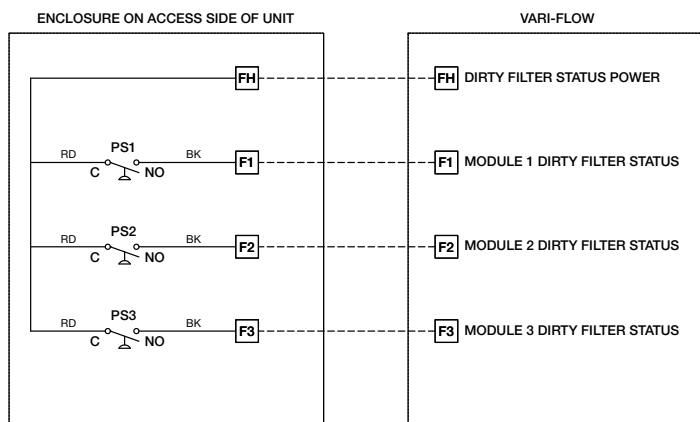 ENCLOSURE ON ACCESS SIDE OF UNIT
VARI-FLOW
FH
FH DIRTY FILTER STATUS POWER
PS1
RD
BK
C
NO
F1
F1 MODULE 1 DIRTY FILTER STATUS
PS2
RD
BK
C
NO
F2
F2 MODULE 2 DIRTY FILTER STATUS
PS3
RD
BK
C
NO
F3
F3 MODULE 3 DIRTY FILTER STATUS